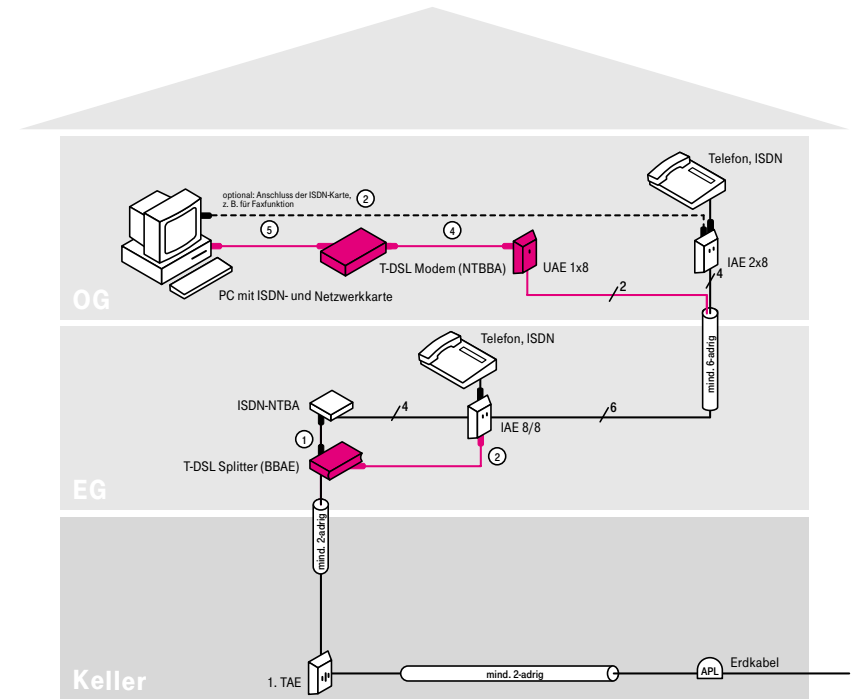 Telefon, ISDN
optional: Anschluss der ISDN-Karte,
z. B. für Faxfunktion
2
5
4
T-DSL Modem (NTBBA)
UAE 1x8
IAE 2x8
4
2
PC mit ISDN- und Netzwerkkarte
OG
mind. 6-adrig
Telefon, ISDN
ISDN-NTBA
4
6
IAE 8/8
1
2
T-DSL Splitter (BBAE)
EG
mind. 2-adrig
Erdkabel
APL
mind. 2-adrig
1. TAE
Keller